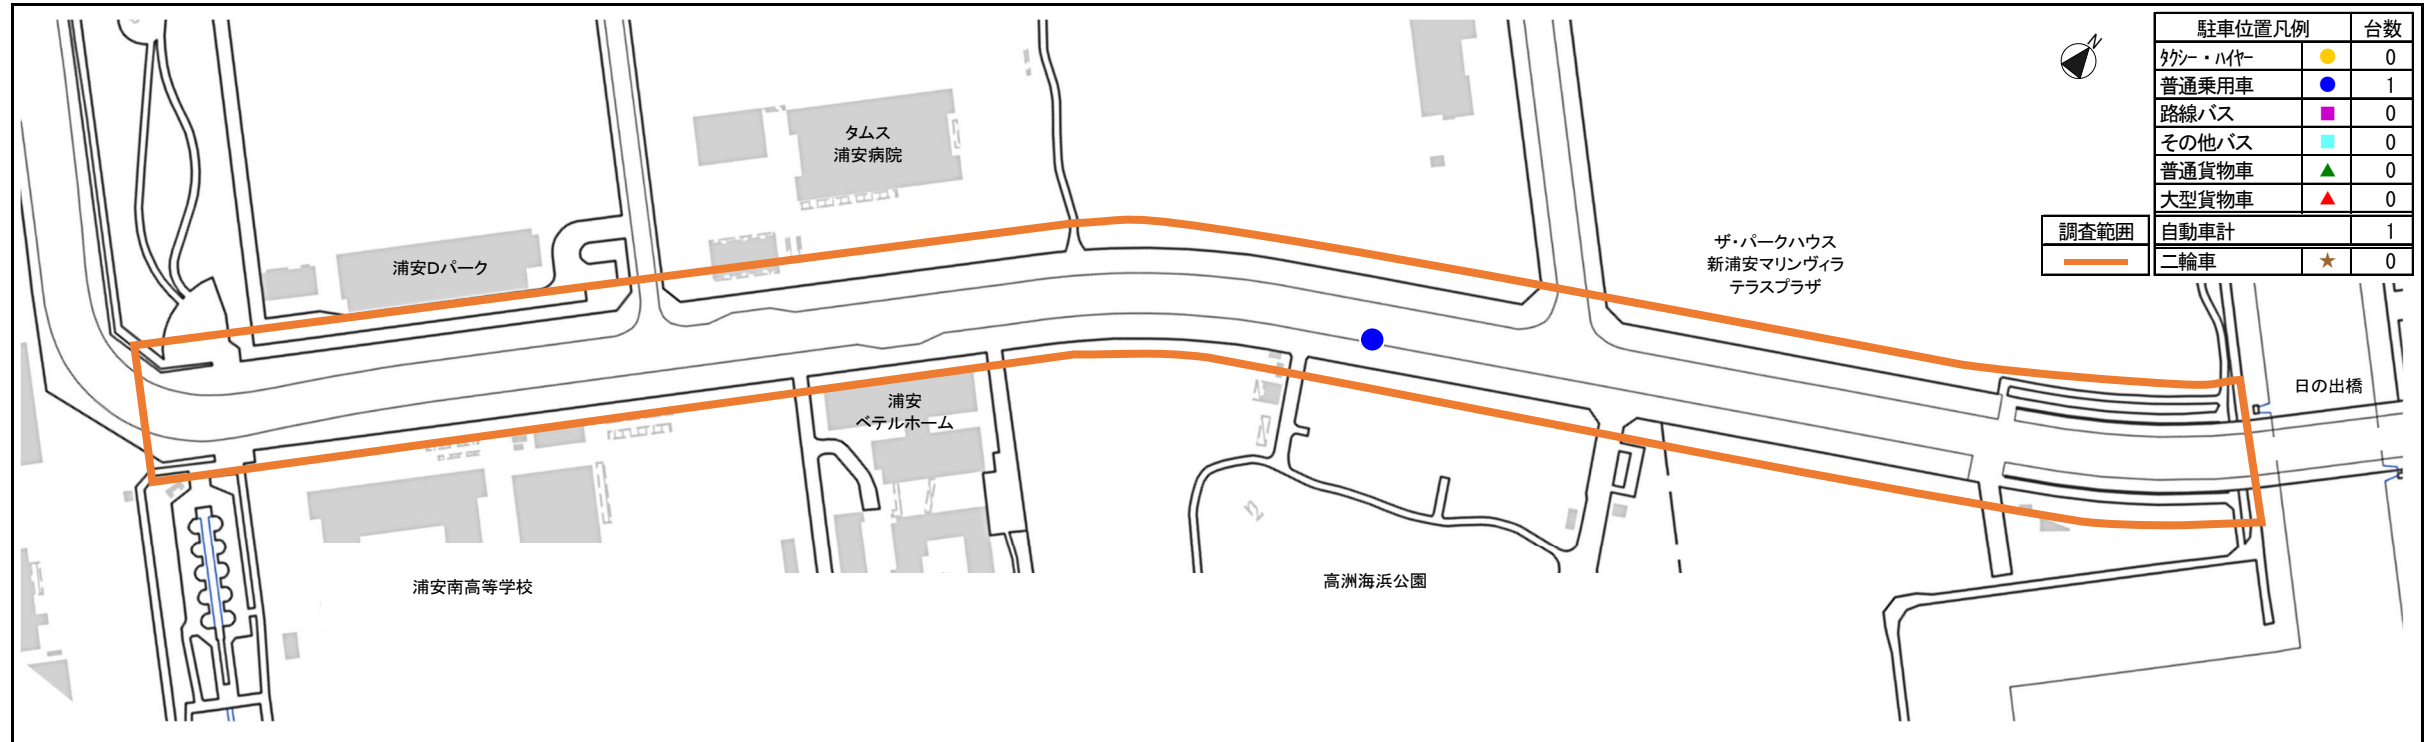 N
駐車位置凡例 台数
ﾀｸｼｰ・ﾊｲﾔｰ ● 0
普通乗用車 ● 1
路線バス ■ 0
その他バス ■ 0
普通貨物車 ▲ 0
大型貨物車 ▲ 0
自動車計 1
二輪車 ★ 0
調査範囲
タムス
浦安病院
浦安Dパーク
ザ・パークハウス
新浦安マリンヴィラ
テラスプラザ
日の出橋
浦安
ベテルホーム
浦安南高等学校
高洲海浜公園